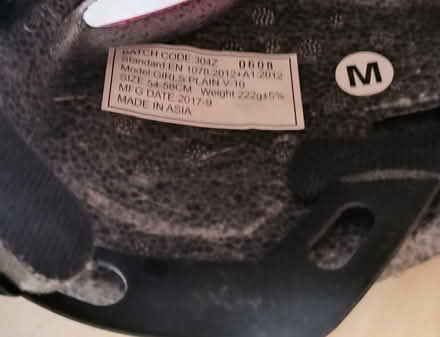 BATCH CODE:304Z 0608
Standard:EN 1078:2012+A1:2012
Model:GIRLS PLAIN V-10
SIZE: 54-58CM Weight:222g±5%
MFG DATE:2017-9
MADE IN ASIA
M